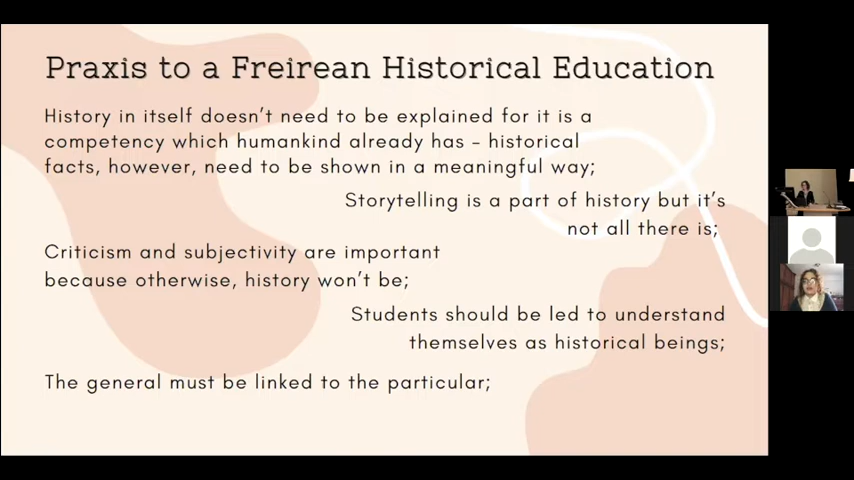 Praxis to a Freirean Historical Education
History in itself doesn't need to be explained for it is a
competency which humankind already has – historical
facts, however, need to be shown in a meaningful way;
Storytelling is a part of history but it's
not all there is;
Criticism and subjectivity are important
because otherwise, history won't be;
Students should be led to understand
themselves as historical beings;
The general must be linked to the particular;